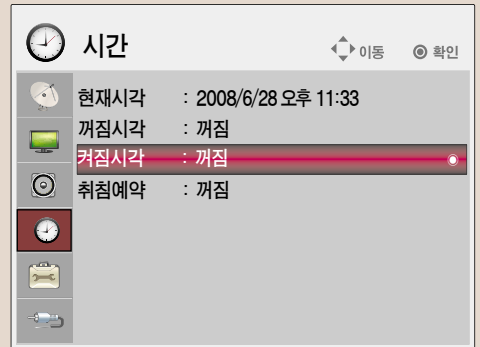 시간 이동 확인
현재시각 : 2008/6/28 오후 11:33
꺼짐시각 : 꺼짐
켜짐시각 : 꺼짐
취침예약 : 꺼짐